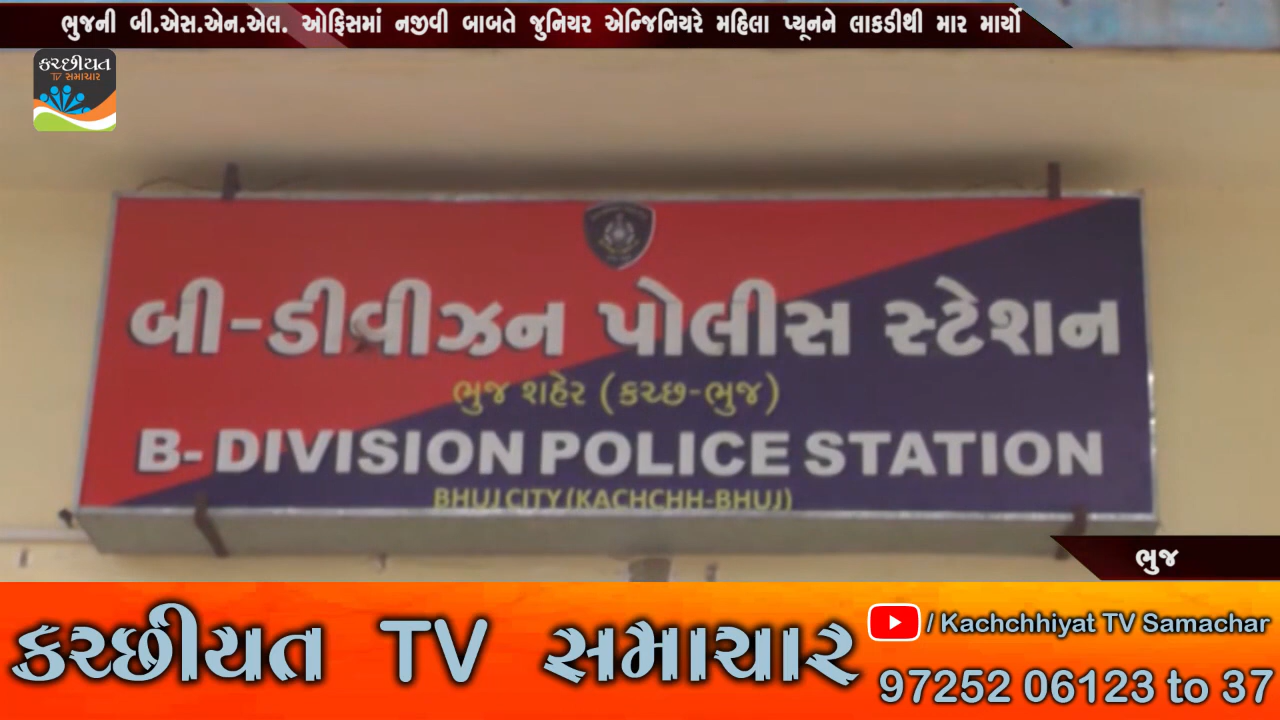 ભુજની બી.એસ.એન.એલ. ઓફિસમાં નજીવી બાબતે જુનિયર એન્જિનિયરે મહિલા પ્યૂનને લાકડીથી માર માર્યો
કચ્છીયત
TV સમાચાર
બી-ડીવીઝન પોલીસ સ્ટેશન
ભુજ શહેર (કચ્છ-ભુજ)
B- DIVISION POLICE STATION
BHUJ CITY (KACHCHH-BHUJ)
ભુજ
કચ્છીયત TV સમાચાર
/ Kachchhiyat TV Samachar
97252 06123 to 37